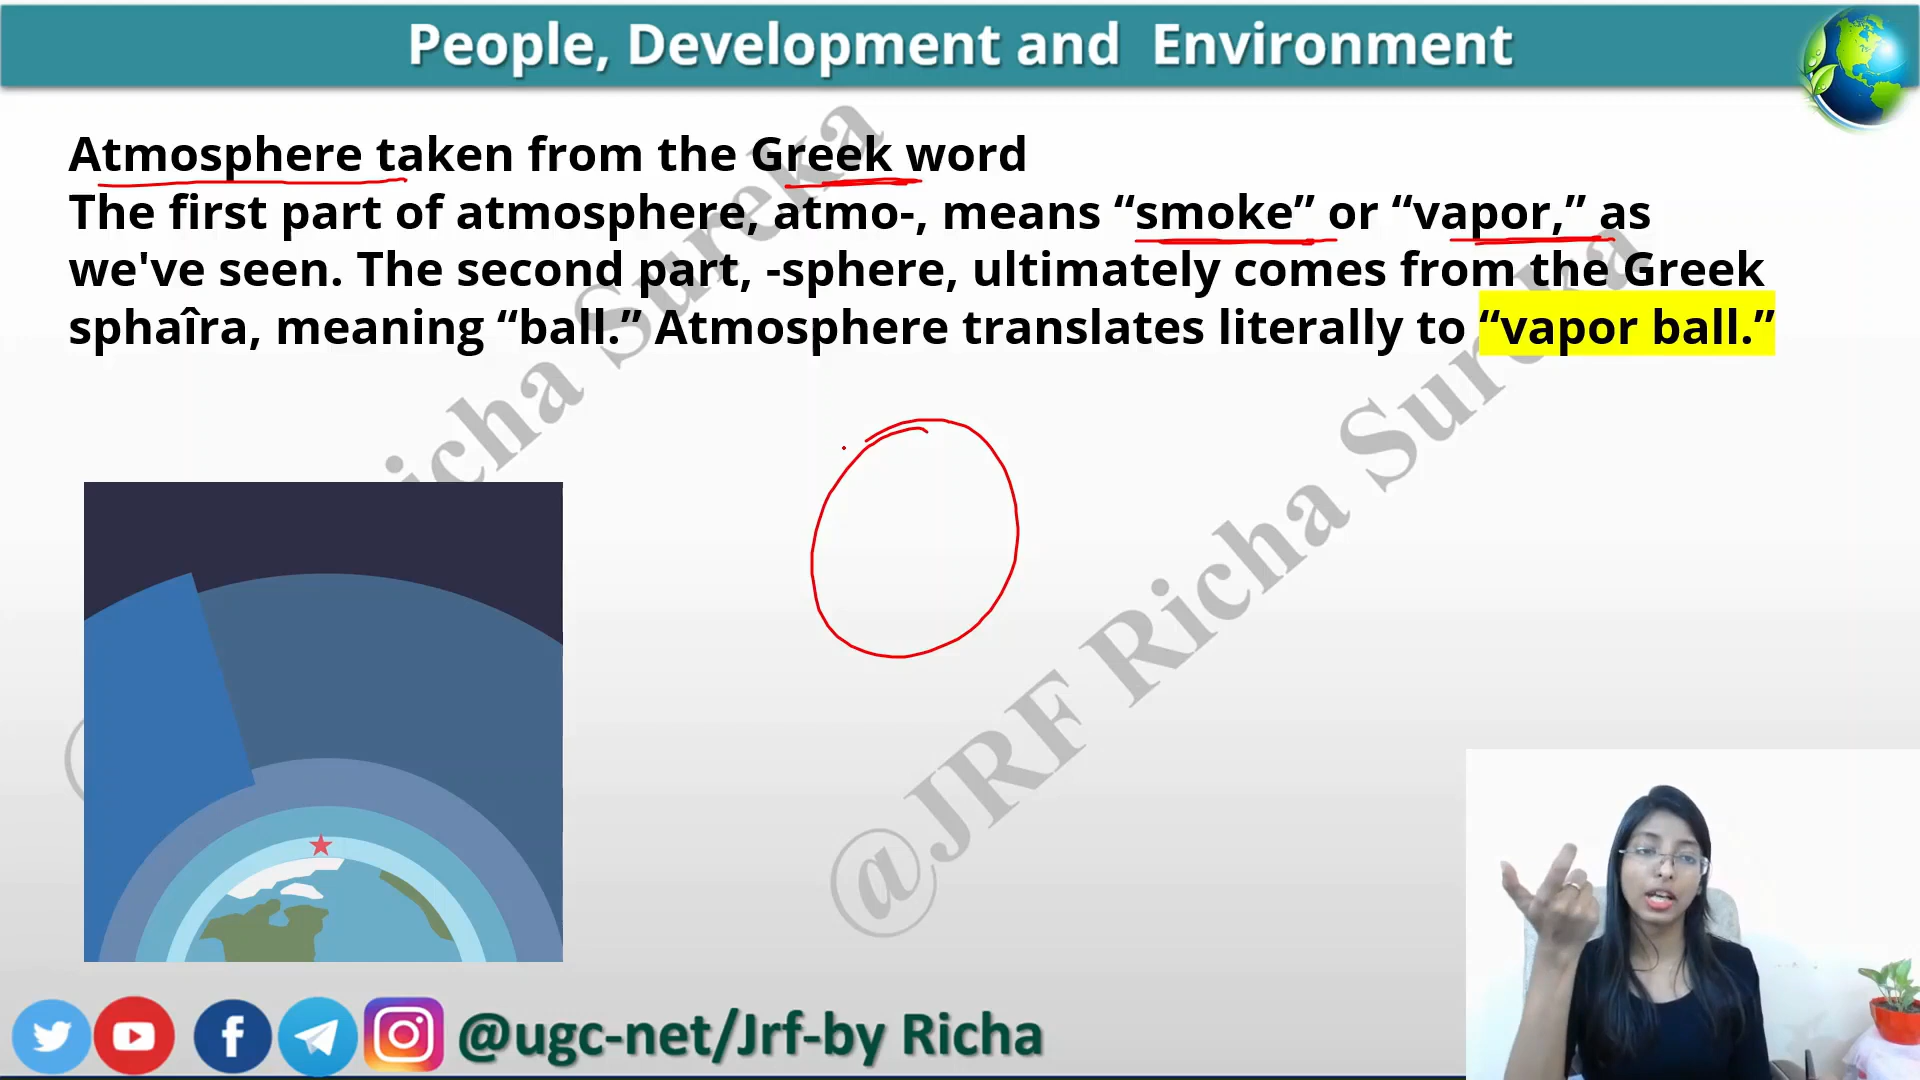 People, Development and Environment
Atmosphere taken from the Greek word
The first part of atmosphere, atmo-, means “smoke” or “vapor,” as
we've seen. The second part, -sphere, ultimately comes from the Greek
sphaîra, meaning “ball.” Atmosphere translates literally to “vapor ball.”
@JRF Richa Sureka
icha Sureka
@ugc-net/Jrf-by Richa